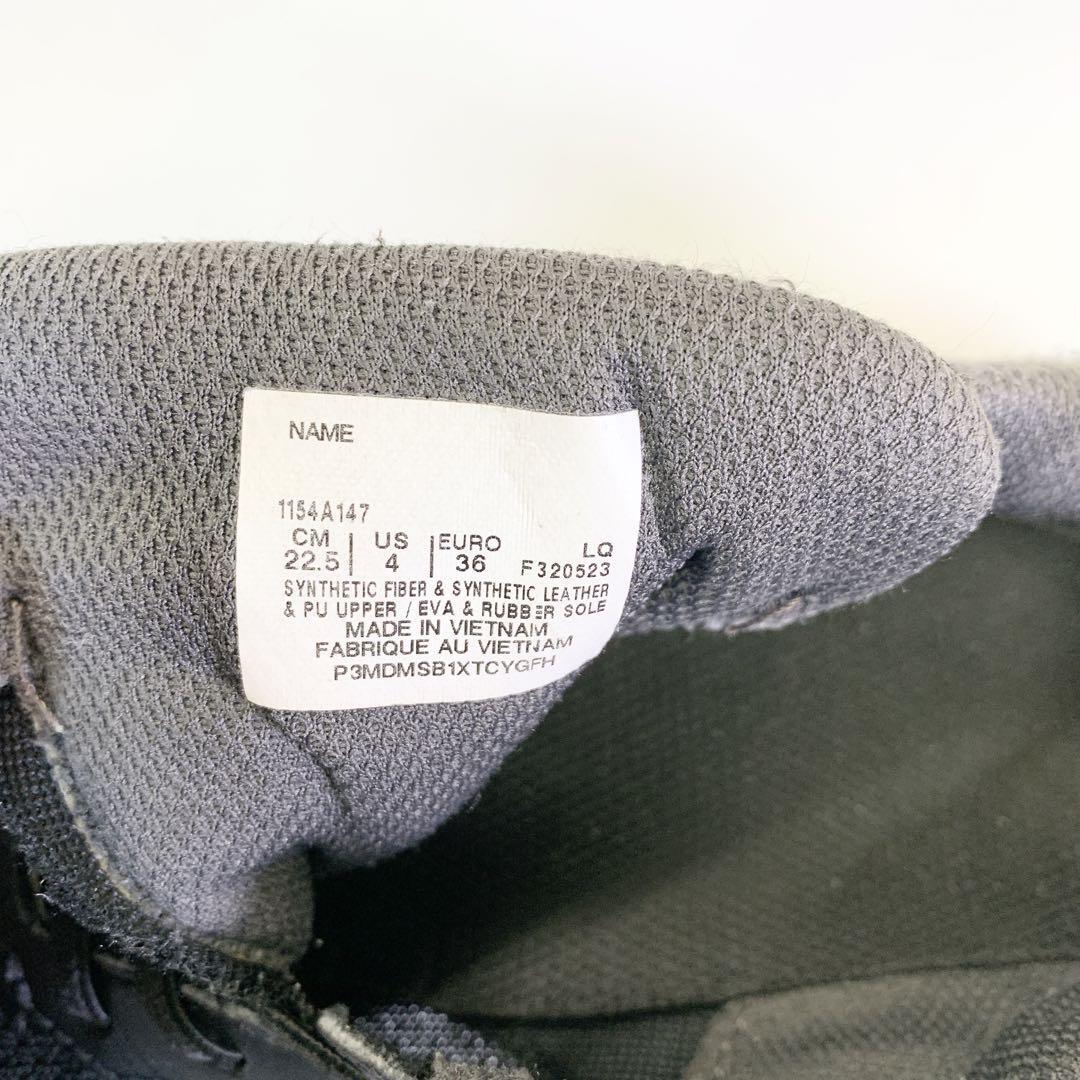 NAME
1154A147
CM | US | EURO LQ
22.5 | 4 | 36 F320523
SYNTHETIC FIBER & SYNTHETIC LEATHER
& PU UPPER / EVA & RUBBER SOLE
MADE IN VIETNAM
FABRIQUE AU VIETNAM
P3MDMSB1XTCYGFH